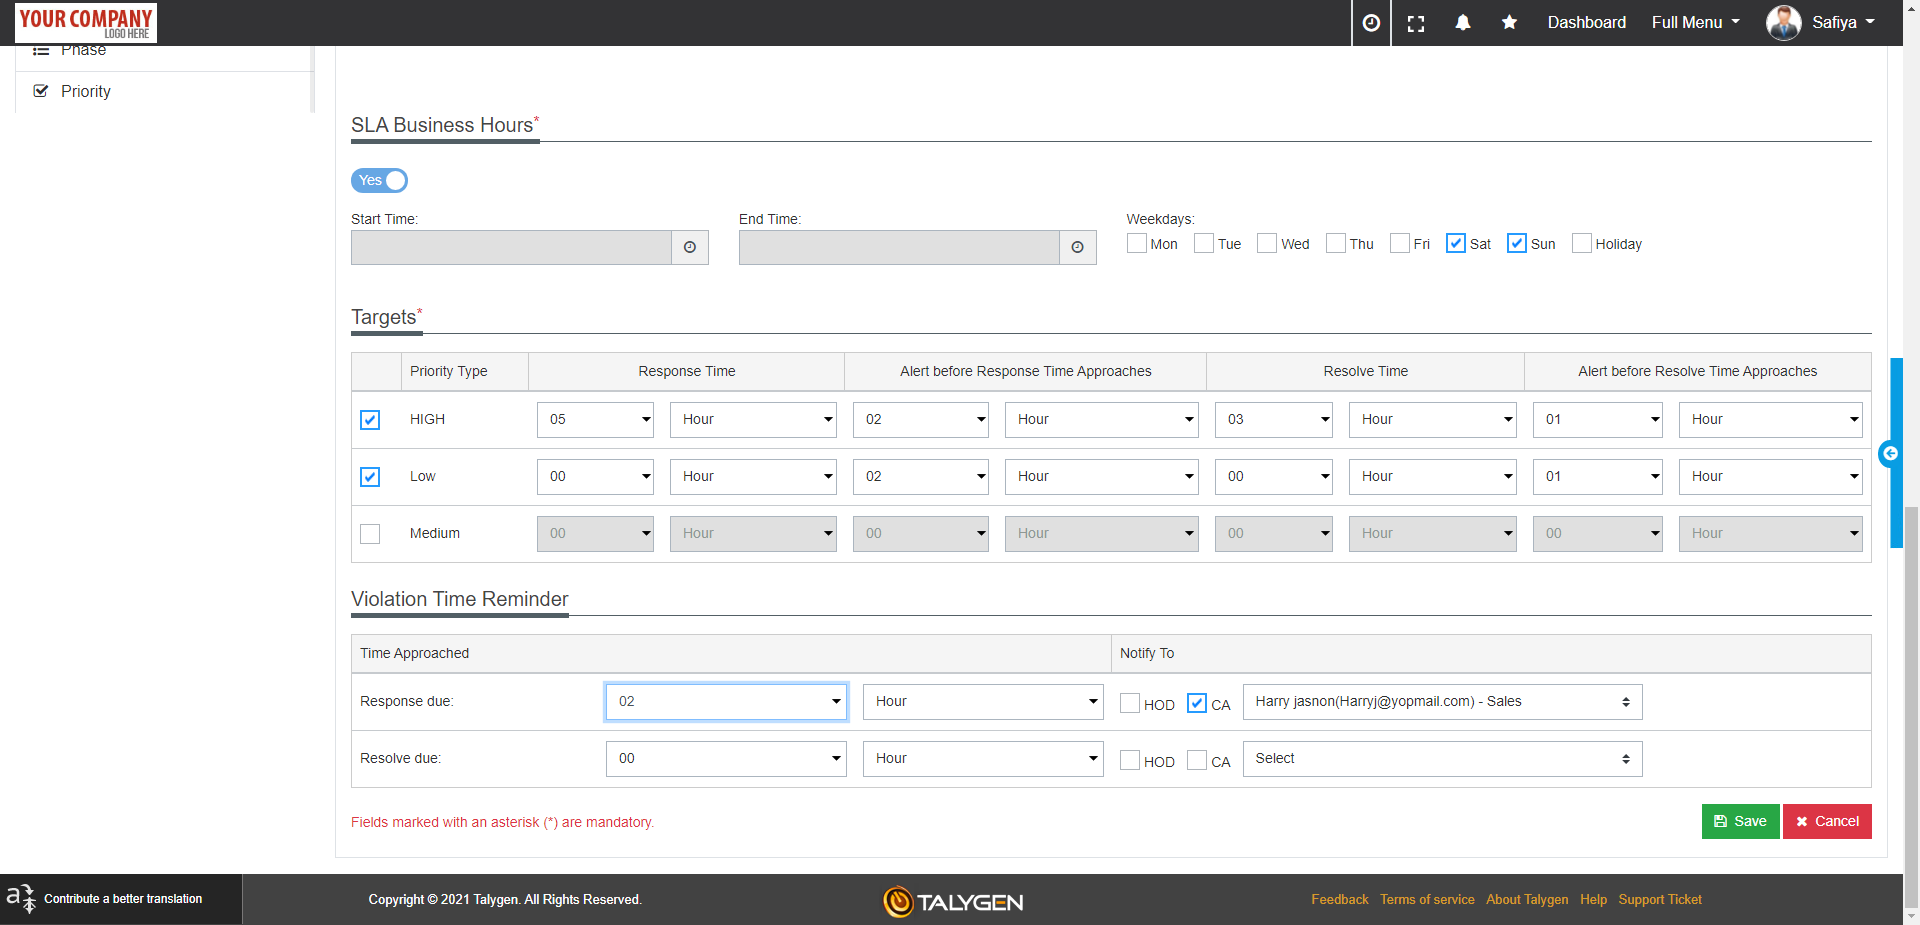 YOUR COMPANY
LOGO HERE
Dashboard
Full Menu
Safiya
Phase
Priority
SLA Business Hours*
Yes
Start Time:
End Time:
Weekdays:
Mon Tue Wed Thu Fri Sat Sun Holiday
Targets*
Priority Type Response Time Alert before Response Time Approaches Resolve Time Alert before Resolve Time Approaches
HIGH 05 Hour 02 Hour 03 Hour 01 Hour
Low 00 Hour 02 Hour 00 Hour 01 Hour
Medium 00 Hour 00 Hour 00 Hour 00 Hour
Violation Time Reminder
Time Approached Notify To
Response due: 02 Hour HOD CA Harry jasnon(Harryj@yopmail.com) - Sales
Resolve due: 00 Hour HOD CA Select
Fields marked with an asterisk (*) are mandatory.
Save Cancel
Contribute a better translation
Copyright © 2021 Talygen. All Rights Reserved.
TALYGEN
Feedback Terms of service About Talygen Help Support Ticket